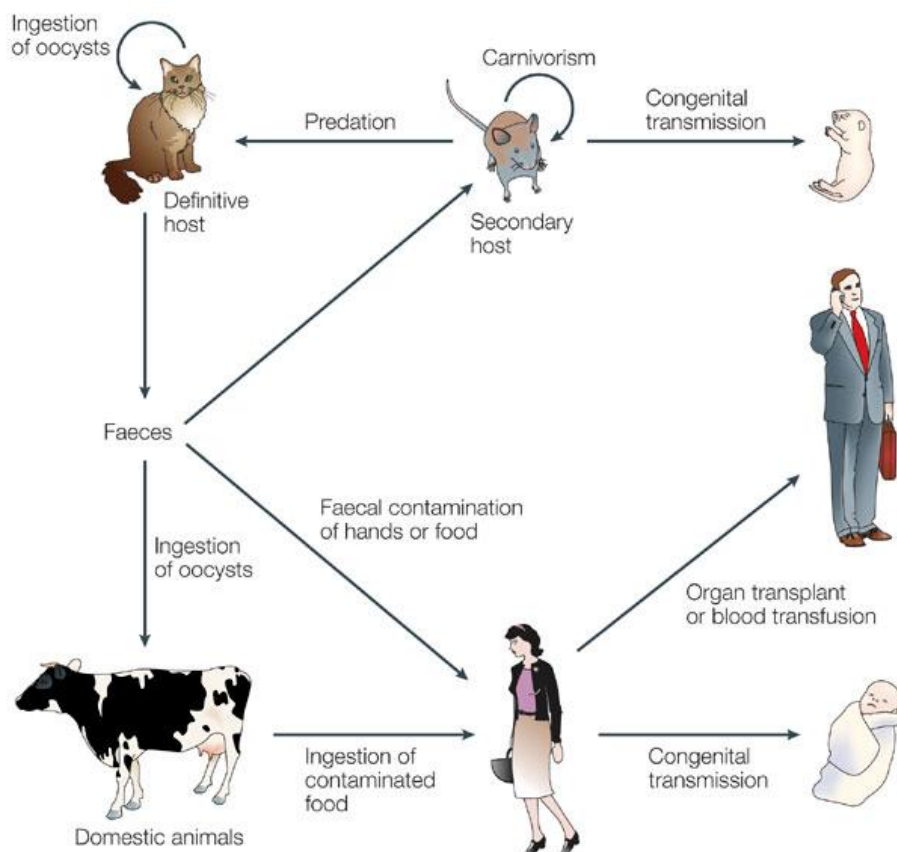 Ingestion
of oocysts
Carnivorism
Predation
Congenital
transmission
Definitive
host
Secondary
host
Faeces
Faecal contamination
of hands or food
Ingestion
of oocysts
Organ transplant
or blood transfusion
Ingestion of
contaminated
food
Congenital
transmission
Domestic animals